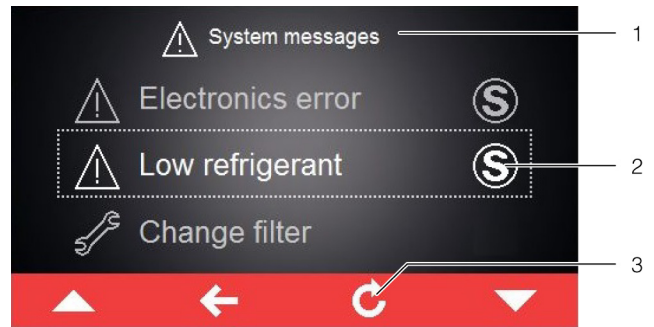 System messages
1
Electronics error S
Low refrigerant S
2
Change filter
3